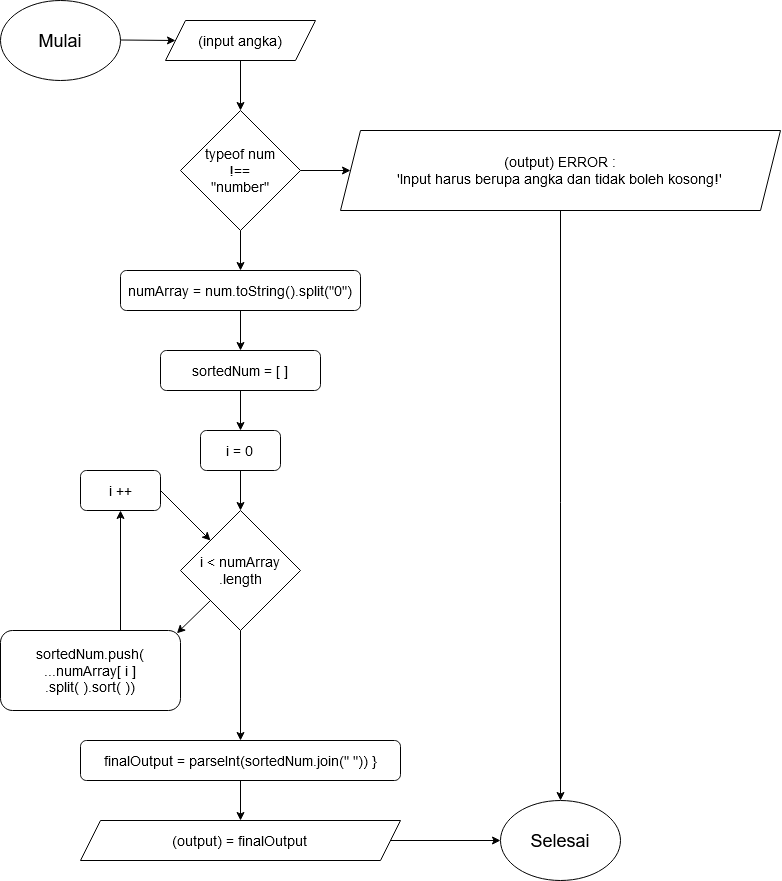 Mulai
(input angka)
typeof num
!==
"number"
(output) ERROR :
'Input harus berupa angka dan tidak boleh kosong!'
numArray = num.toString().split("0")
sortedNum = [ ]
i = 0
i ++
i < numArray
.length
sortedNum.push(
...numArray[ i ]
.split( ).sort( ))
finalOutput = parseInt(sortedNum.join(" ")) }
(output) = finalOutput
Selesai